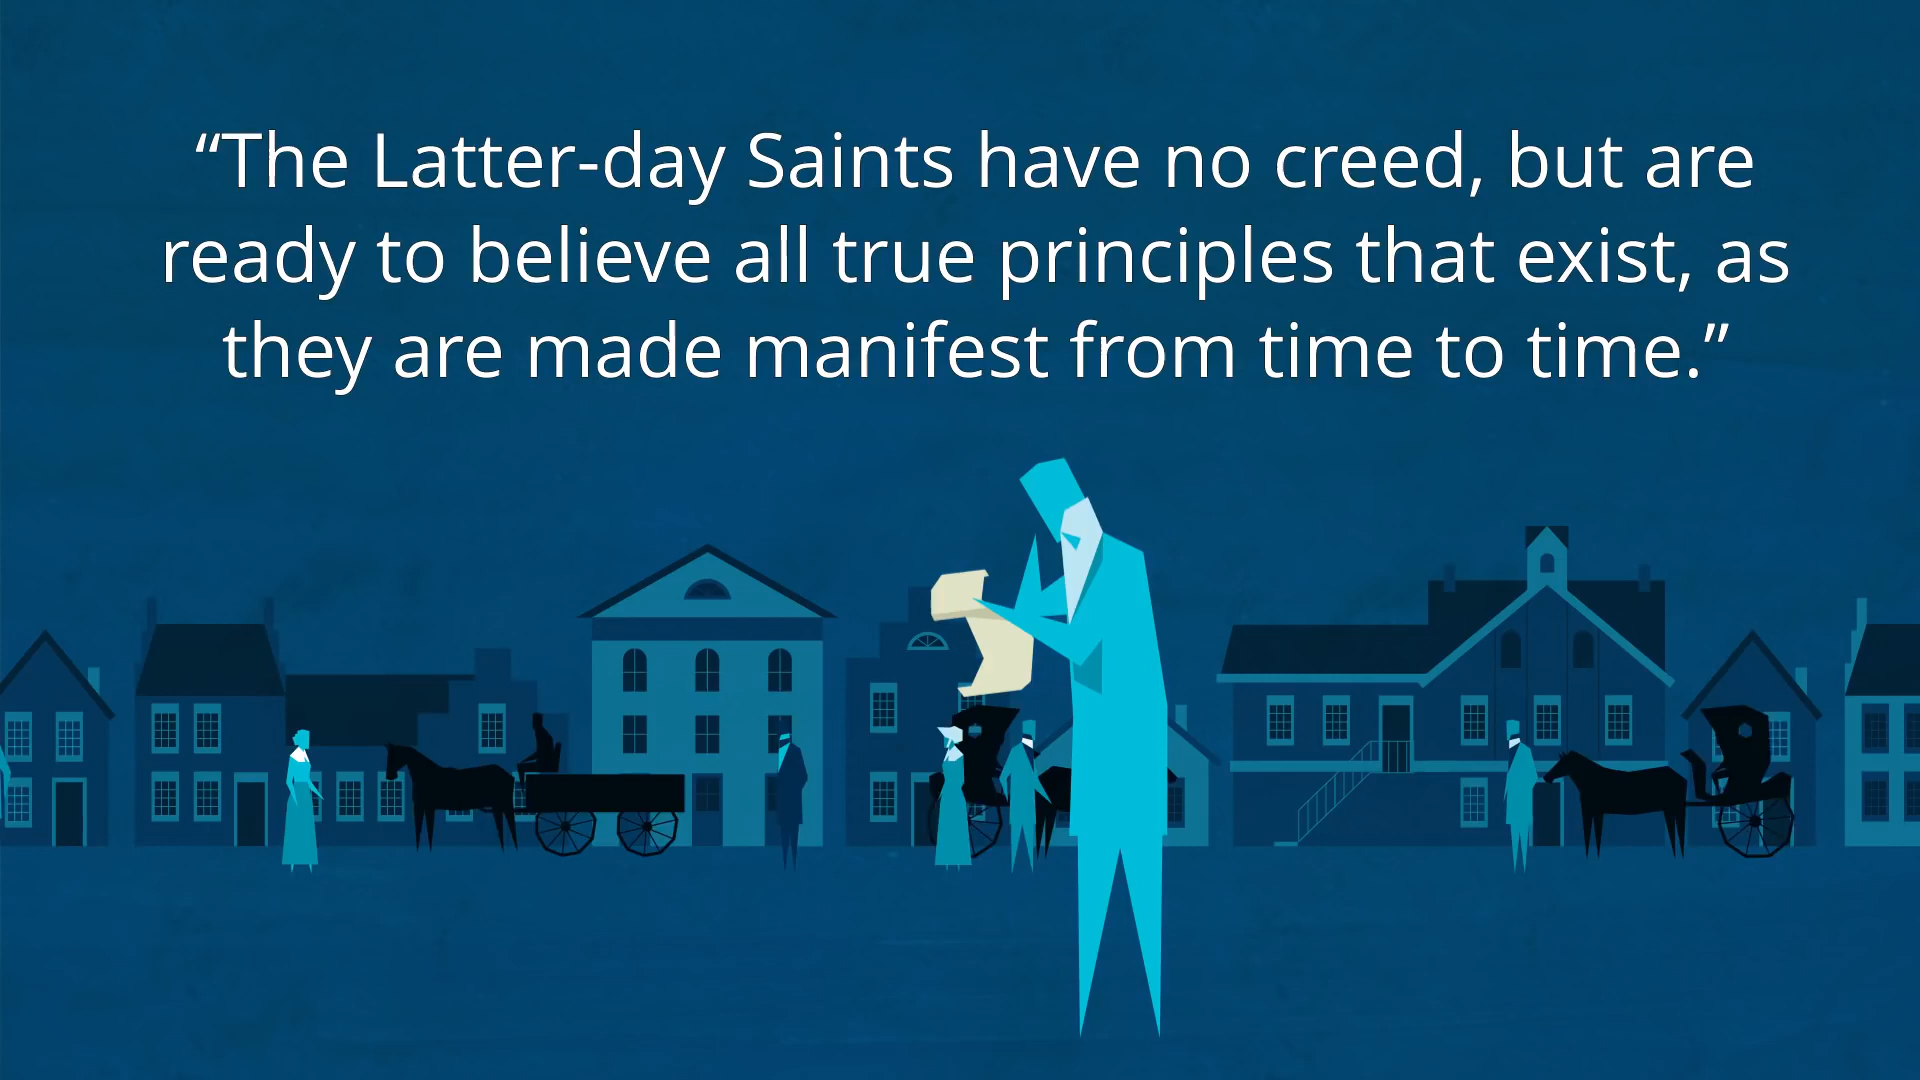 “The Latter-day Saints have no creed, but are
ready to believe all true principles that exist, as
they are made manifest from time to time.”